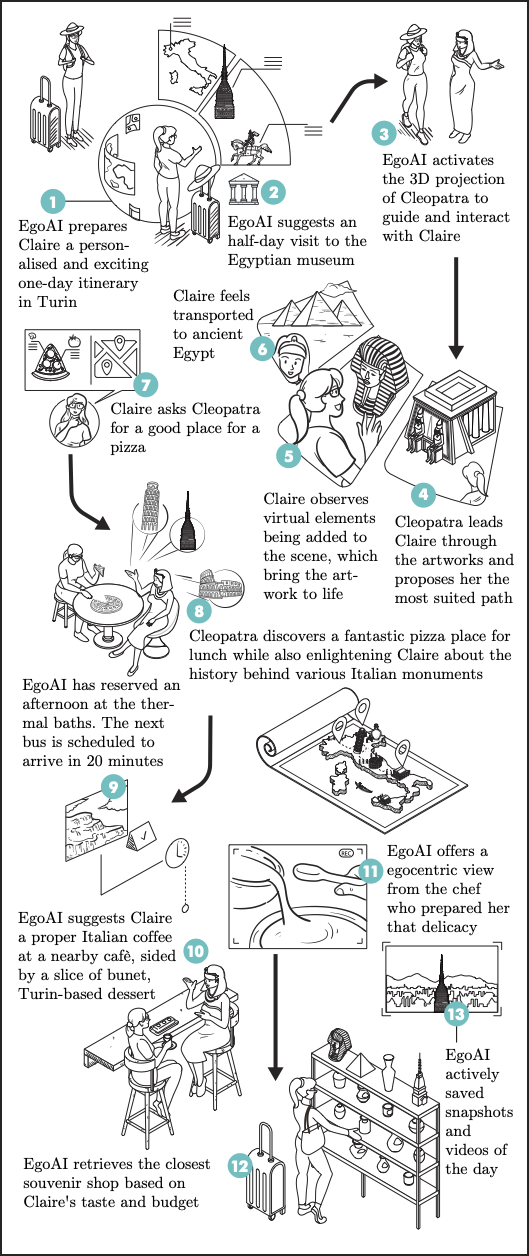 1
EgoAI prepares
Claire a person-
alised and exciting
one-day itinerary
in Turin
2
EgoAI suggests an
half-day visit to the
Egyptian museum
3
EgoAI activates
the 3D projection
of Cleopatra to
guide and interact
with Claire
4
Cleopatra leads
Claire through
the artworks and
proposes her the
most suited path
5
Claire observes
virtual elements
being added to
the scene, which
bring the art-
work to life
Claire feels
transported
to ancient
Egypt
6
7
Claire asks Cleopatra
for a good place for a
pizza
8
Cleopatra discovers a fantastic pizza place for
lunch while also enlightening Claire about the
history behind various Italian monuments
EgoAI has reserved an
afternoon at the ther-
mal baths. The next
bus is scheduled to
arrive in 20 minutes
9
EgoAI suggests Claire
a proper Italian coffee
at a nearby cafè, sided
by a slice of bunet,
Turin-based dessert
10
REC
11
EgoAI offers a
egocentric view
from the chef
who prepared her
that delicacy
EgoAI retrieves the closest
souvenir shop based on
Claire's taste and budget
12
13
EgoAI
actively
saved
snapshots
and
videos of
the day